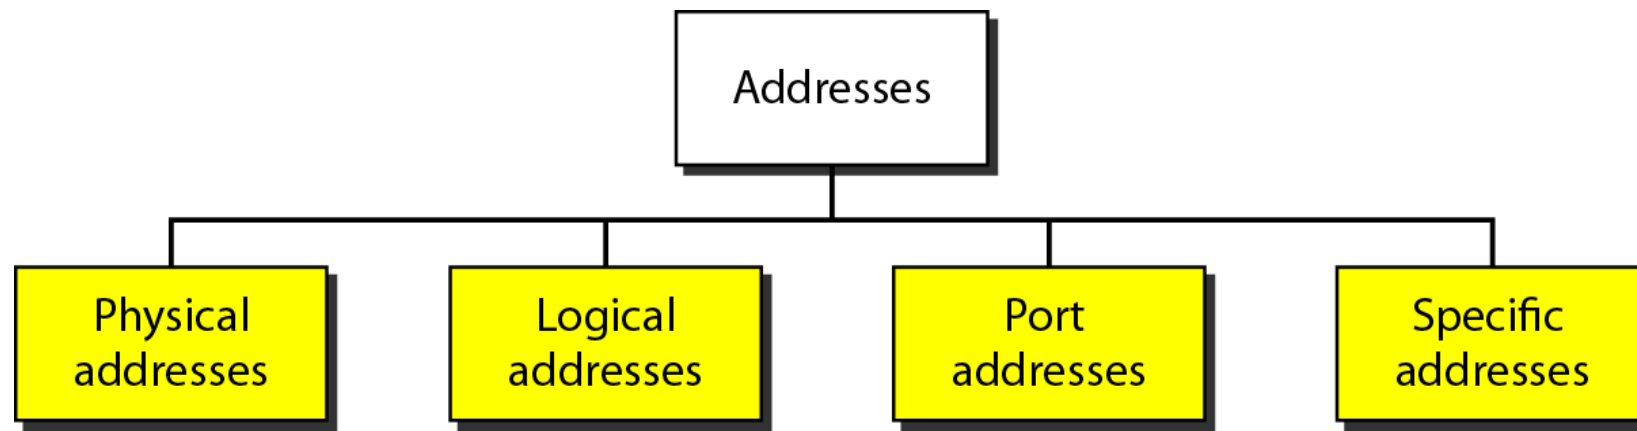 Addresses
Physical
addresses
Logical
addresses
Port
addresses
Specific
addresses